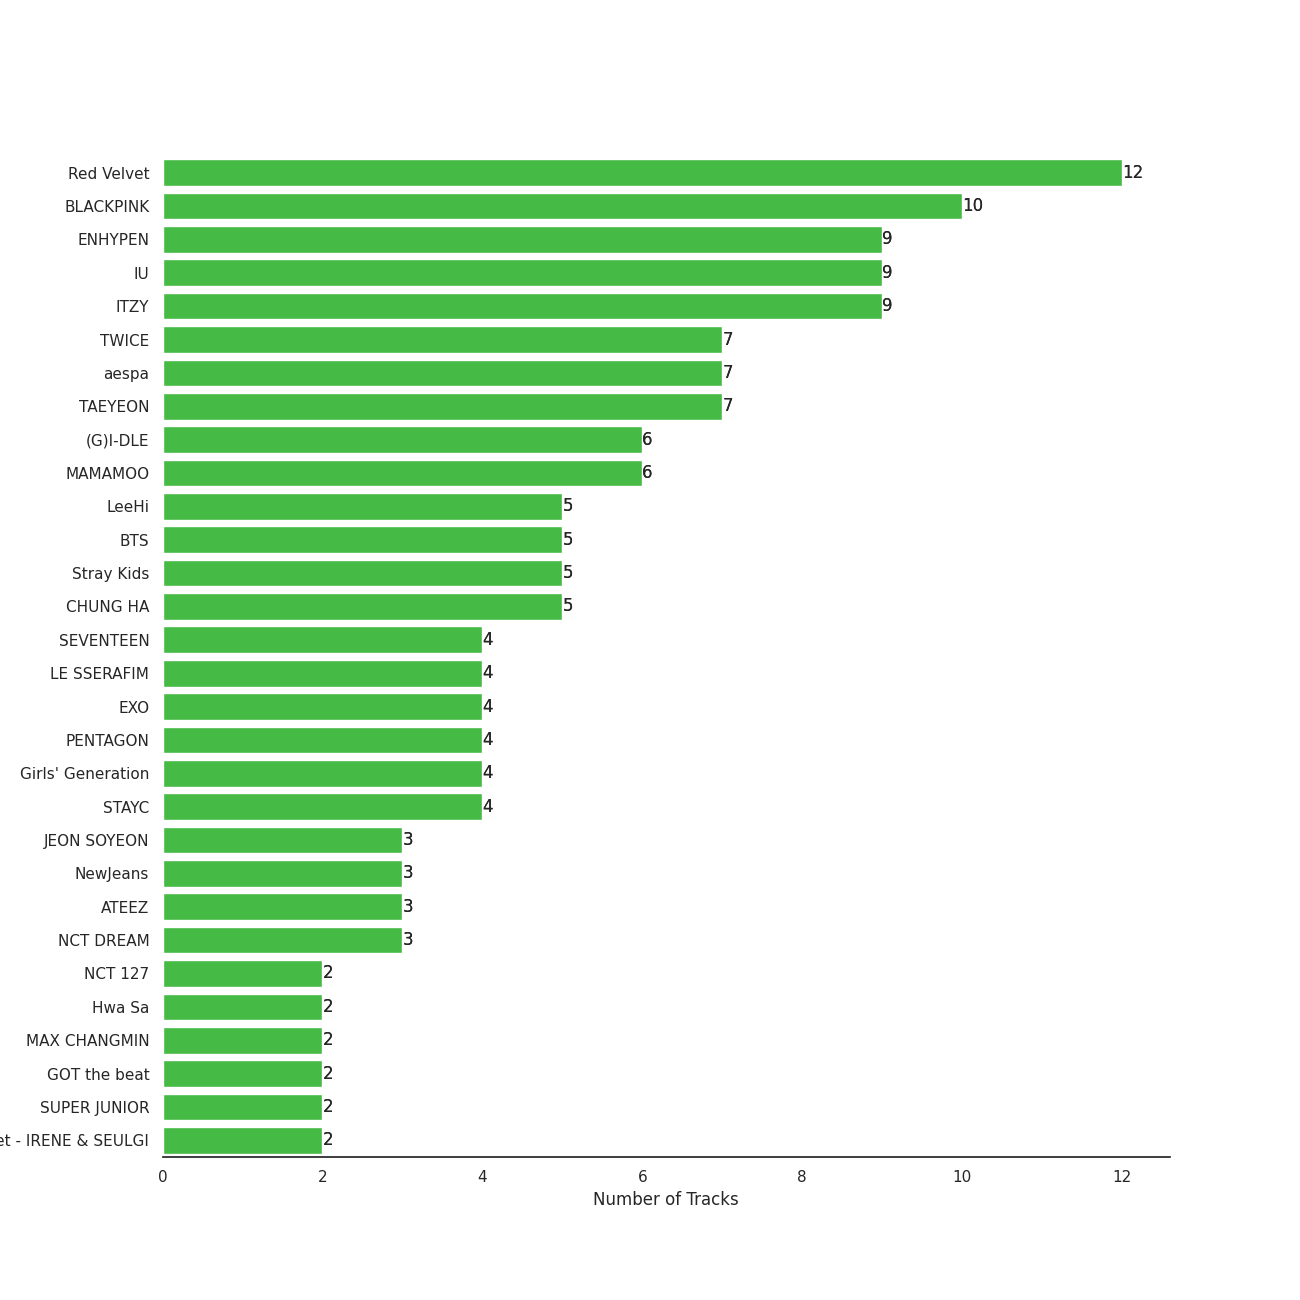 Red Velvet 12
BLACKPINK 10
ENHYPEN 9
IU 9
ITZY 9
TWICE 7
aespa 7
TAEYEON 7
(G)I-DLE 6
MAMAMOO 6
LeeHi 5
BTS 5
Stray Kids 5
CHUNG HA 5
SEVENTEEN 4
LE SSERAFIM 4
EXO 4
PENTAGON 4
Girls' Generation 4
STAYC 4
JEON SOYEON 3
NewJeans 3
ATEEZ 3
NCT DREAM 3
NCT 127 2
Hwa Sa 2
MAX CHANGMIN 2
GOT the beat 2
SUPER JUNIOR 2
et - IRENE & SEULGI 2
0 2 4 6 8 10 12
Number of Tracks